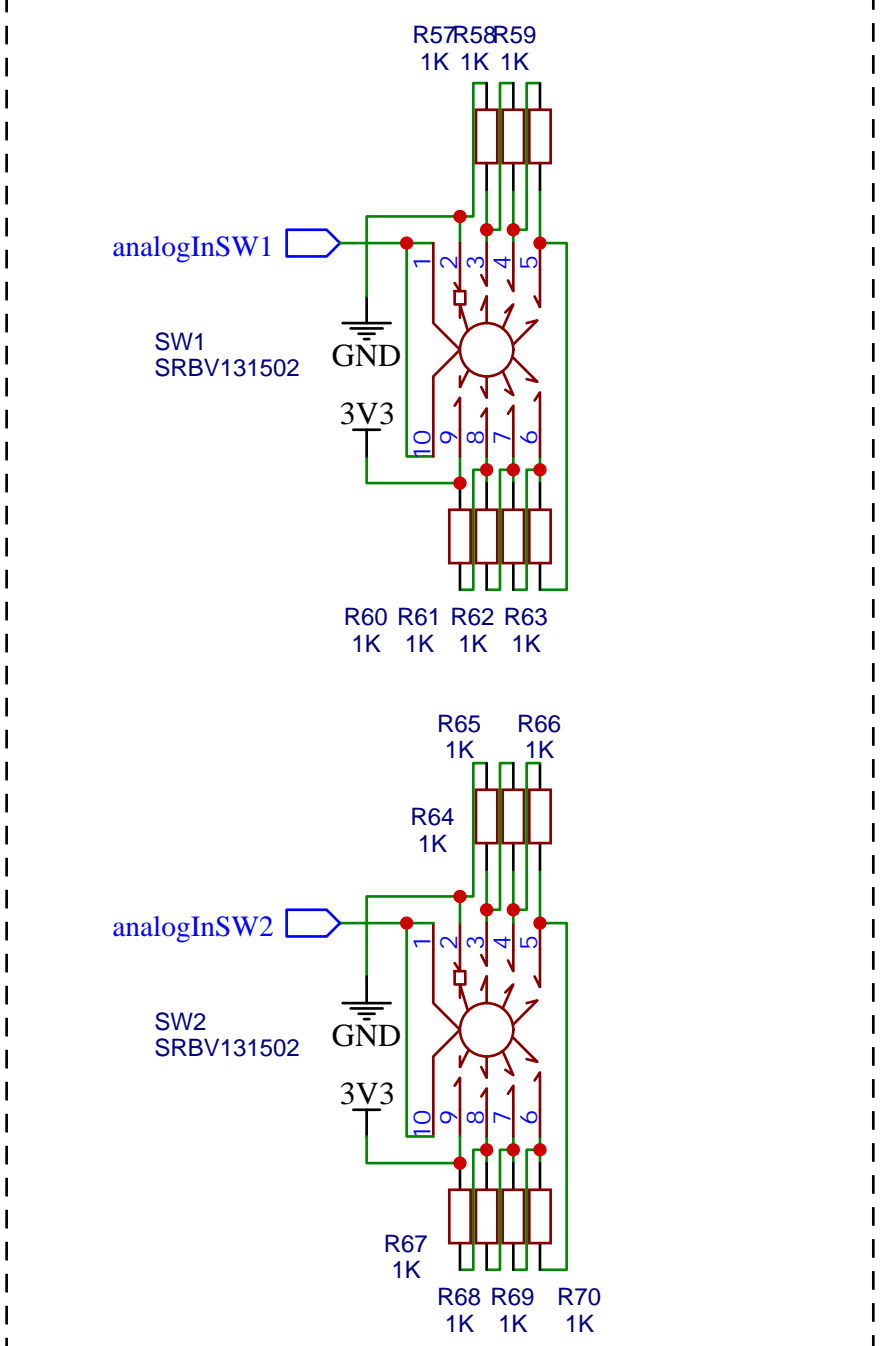 R57R58R59
1K 1K 1K
analogInSW1
1 2 3 4 5
SW1
SRBV131502
GND
3V3
10 9 8 7 6
R60 R61 R62 R63
1K 1K 1K 1K
R65 R66
1K 1K
R64
1K
analogInSW2
1 2 3 4 5
SW2
SRBV131502
GND
3V3
10 9 8 7 6
R67
1K
R68 R69 R70
1K 1K 1K